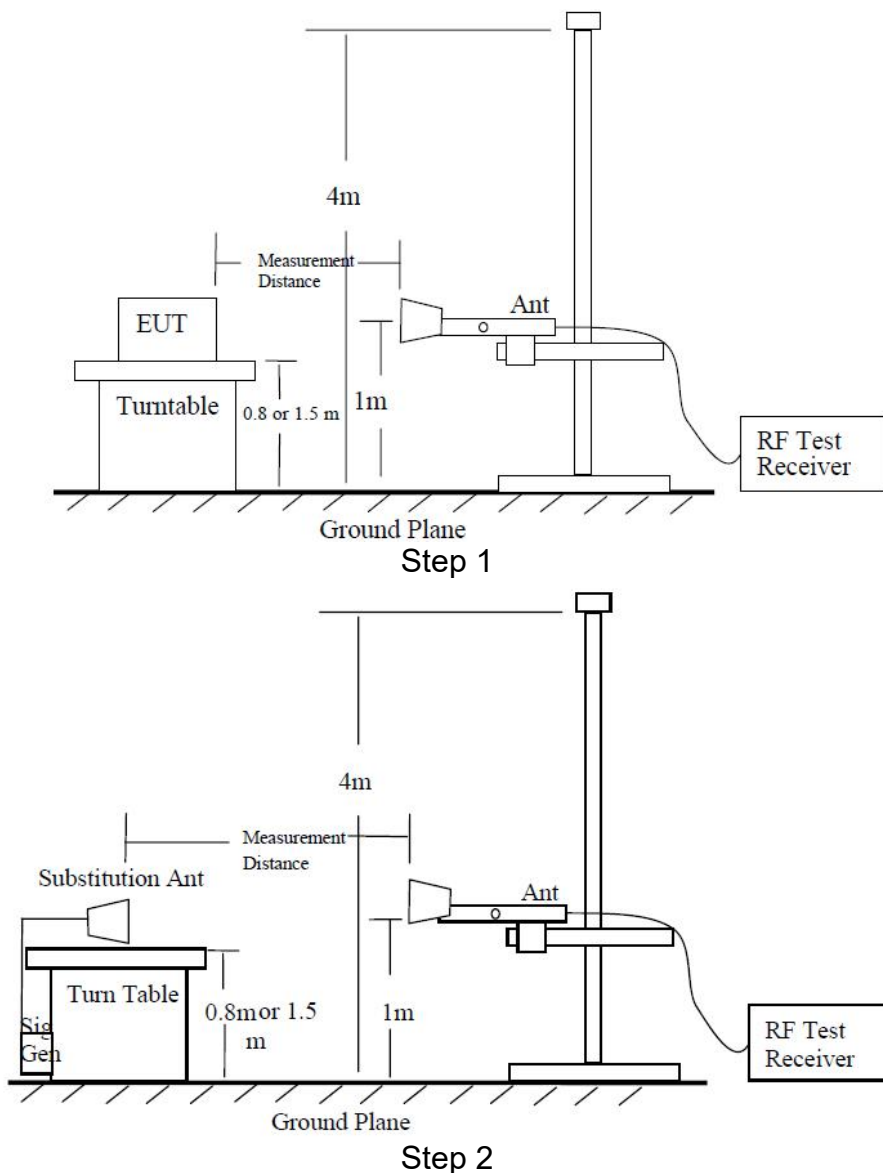 4m
Measurement
Distance
Ant
EUT
Turntable
0.8 or 1.5 m
1m
RF Test
Receiver
Ground Plane
Step 1
4m
Measurement
Distance
Substitution Ant
Ant
Turn Table
0.8m or 1.5
m
1m
Sig
Gen
RF Test
Receiver
Ground Plane
Step 2